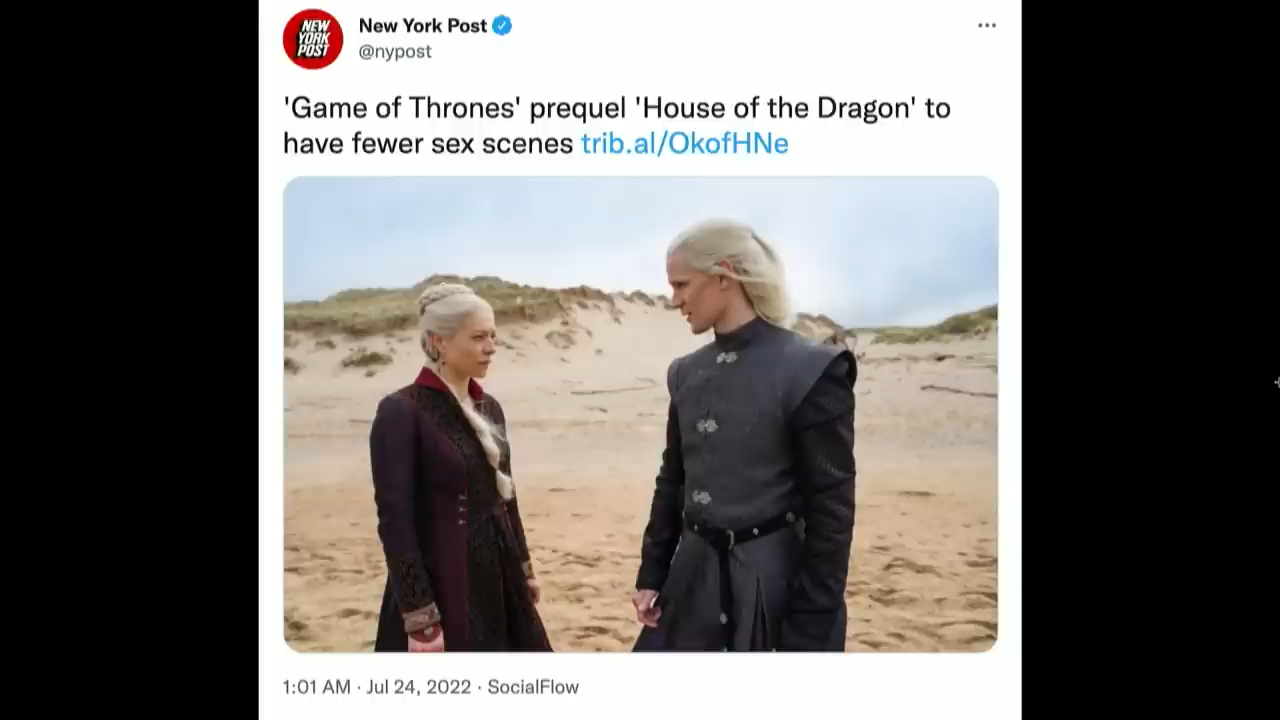 NEW
YORK
POST
New York Post
@nypost
'Game of Thrones' prequel 'House of the Dragon' to
have fewer sex scenes trib.al/OkofHNe
1:01 AM · Jul 24, 2022 · SocialFlow